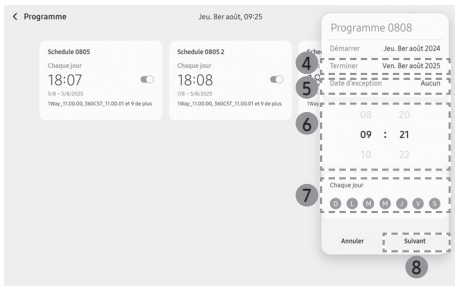 Programme
Jeu. 8er août, 09:25
Schedule 0805
Chaque jour
18:07
5/8 ~ 5/8/2025
1Way_11.00.00, 360CST_11.00.01 et 9 de plus
Schedule 0805 2
Chaque jour
18:08
7/8 ~ 5/8/2025
1Way_11.00.00, 360CST_11.00.01 et 9 de plus
Sche
1Way
Programme 0808
Démarrer Jeu. 8er août 2024
4 Terminer Ven. 8er août 2025
5 Date d'exception Aucun
08 20
6 09 : 21
10 22
Chaque jour
7 D L M M J V S
Annuler Suivant
8